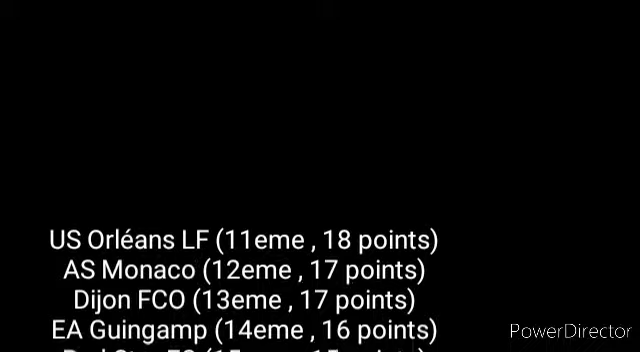 US Orléans LF (11eme , 18 points)
AS Monaco (12eme , 17 points)
Dijon FCO (13eme , 17 points)
EA Guingamp (14eme , 16 points)
PowerDirector